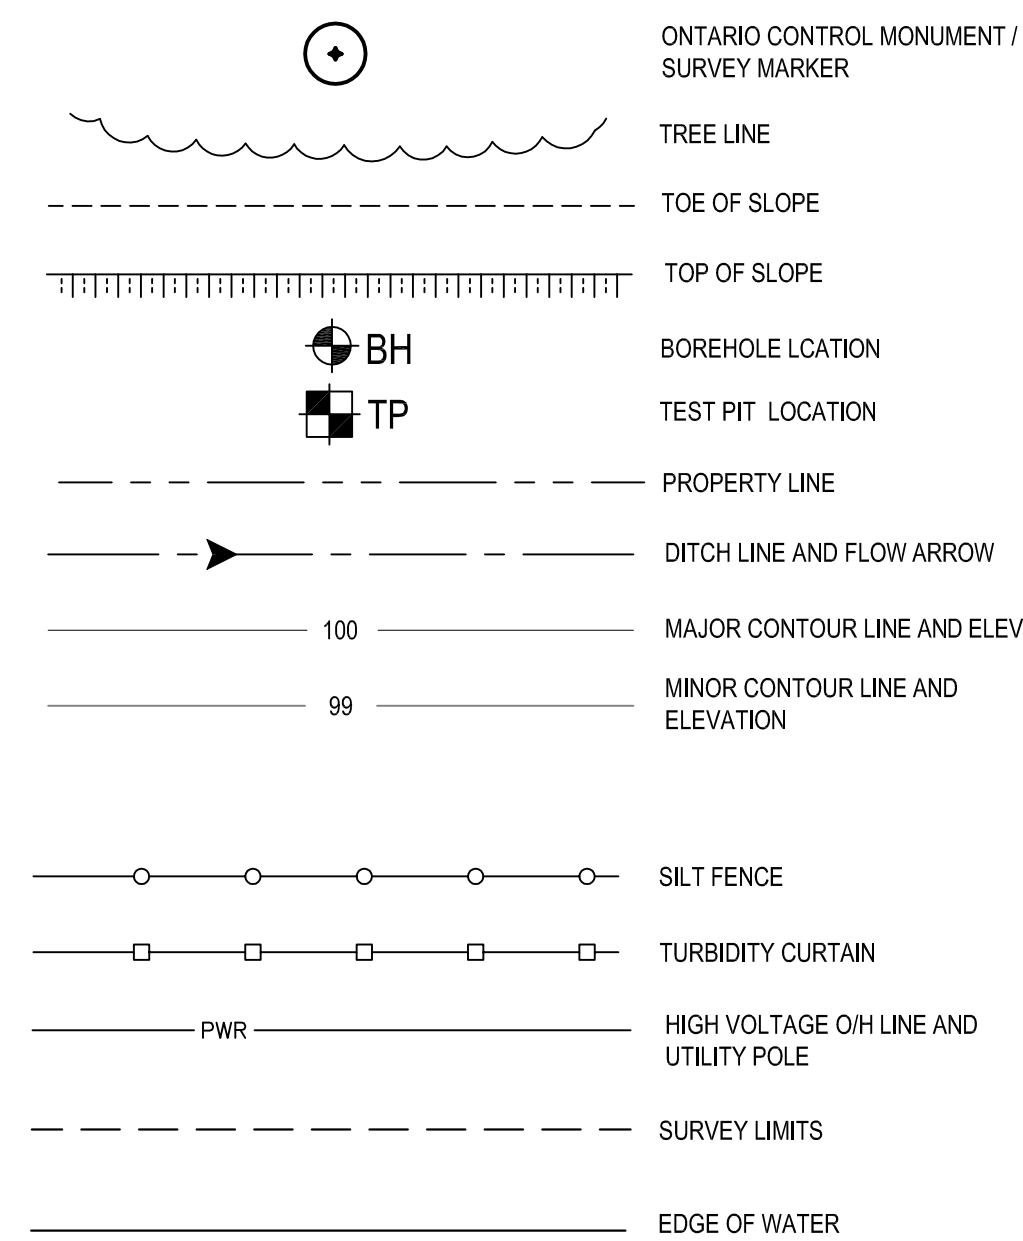 ONTARIO CONTROL MONUMENT /
SURVEY MARKER
TREE LINE
TOE OF SLOPE
TOP OF SLOPE
BH BOREHOLE LCATION
TP TEST PIT LOCATION
PROPERTY LINE
DITCH LINE AND FLOW ARROW
100 MAJOR CONTOUR LINE AND ELEV
99 MINOR CONTOUR LINE AND
ELEVATION
SILT FENCE
TURBIDITY CURTAIN
PWR HIGH VOLTAGE O/H LINE AND
UTILITY POLE
SURVEY LIMITS
EDGE OF WATER